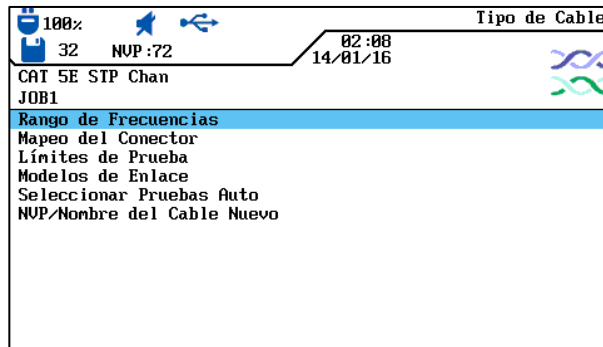 100%
Tipo de Cable
32 NVP:72
02:08
14/01/16
CAT 5E STP Chan
JOB1
Rango de Frecuencias
Mapeo del Conector
Límites de Prueba
Modelos de Enlace
Seleccionar Pruebas Auto
NVP/Nombre del Cable Nuevo